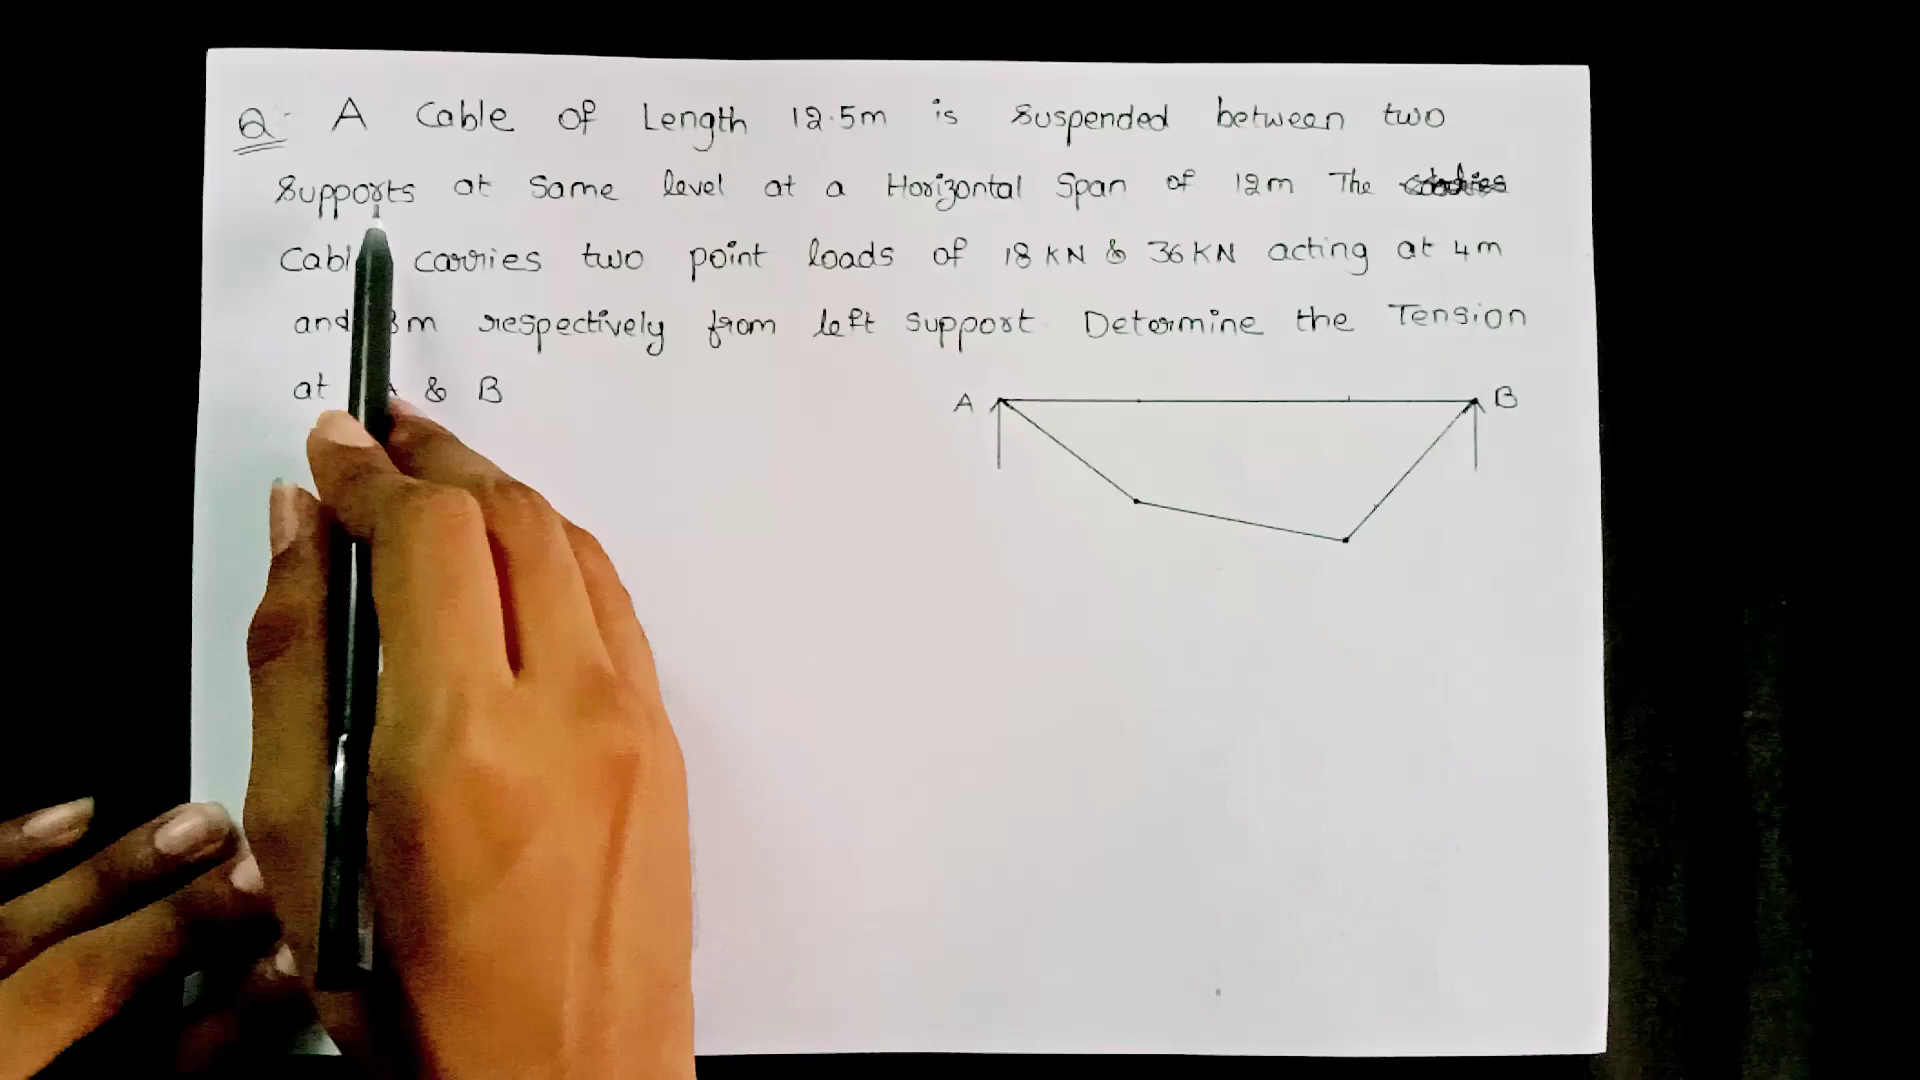 Q. A Cable of Length 12.5m is suspended between two
supports at same level at a Horizontal Span of 12m The
carries two point loads of 18 KN & 36 KN acting at 4m
and m respectively from left support Determine the Tension
at & B
A B